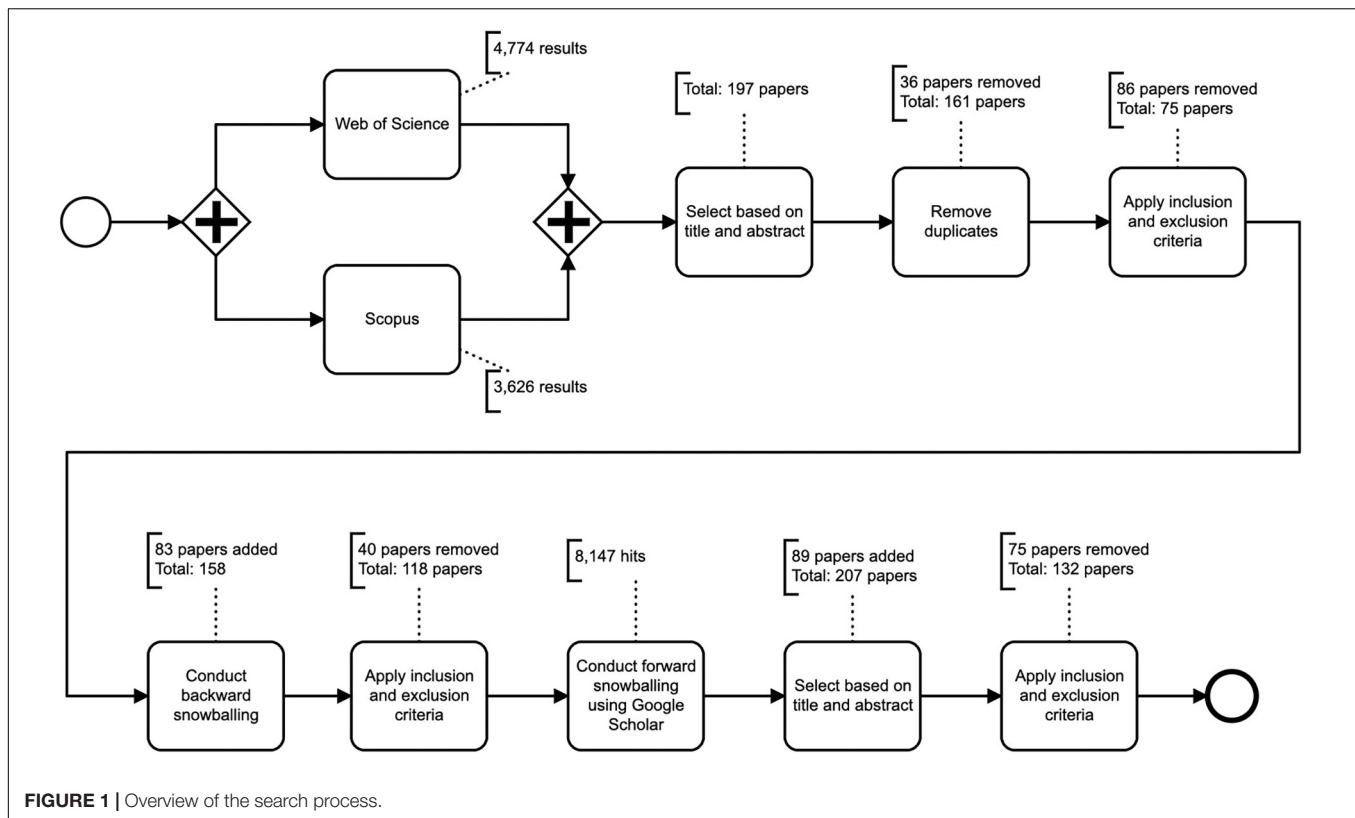 4,774 results
Web of Science
Scopus
3,626 results
Total: 197 papers
Select based on
title and abstract
36 papers removed
Total: 161 papers
Remove
duplicates
86 papers removed
Total: 75 papers
Apply inclusion
and exclusion
criteria
83 papers added
Total: 158
Conduct
backward
snowballing
40 papers removed
Total: 118 papers
Apply inclusion
and exclusion
criteria
8,147 hits
Conduct forward
snowballing
using Google
Scholar
89 papers added
Total: 207 papers
Select based on
title and abstract
75 papers removed
Total: 132 papers
Apply inclusion
and exclusion
criteria
FIGURE 1 | Overview of the search process.